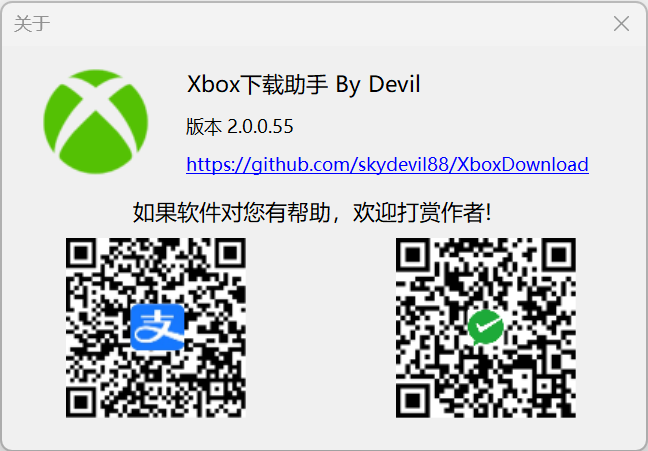 关于
Xbox下载助手 By Devil
版本 2.0.0.55
https://github.com/skydevil88/XboxDownload
如果软件对您有帮助，欢迎打赏作者!
支